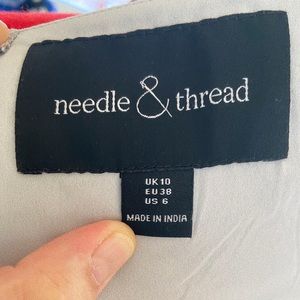 needle & thread
UK 10
EU 38
US 6
MADE IN INDIA